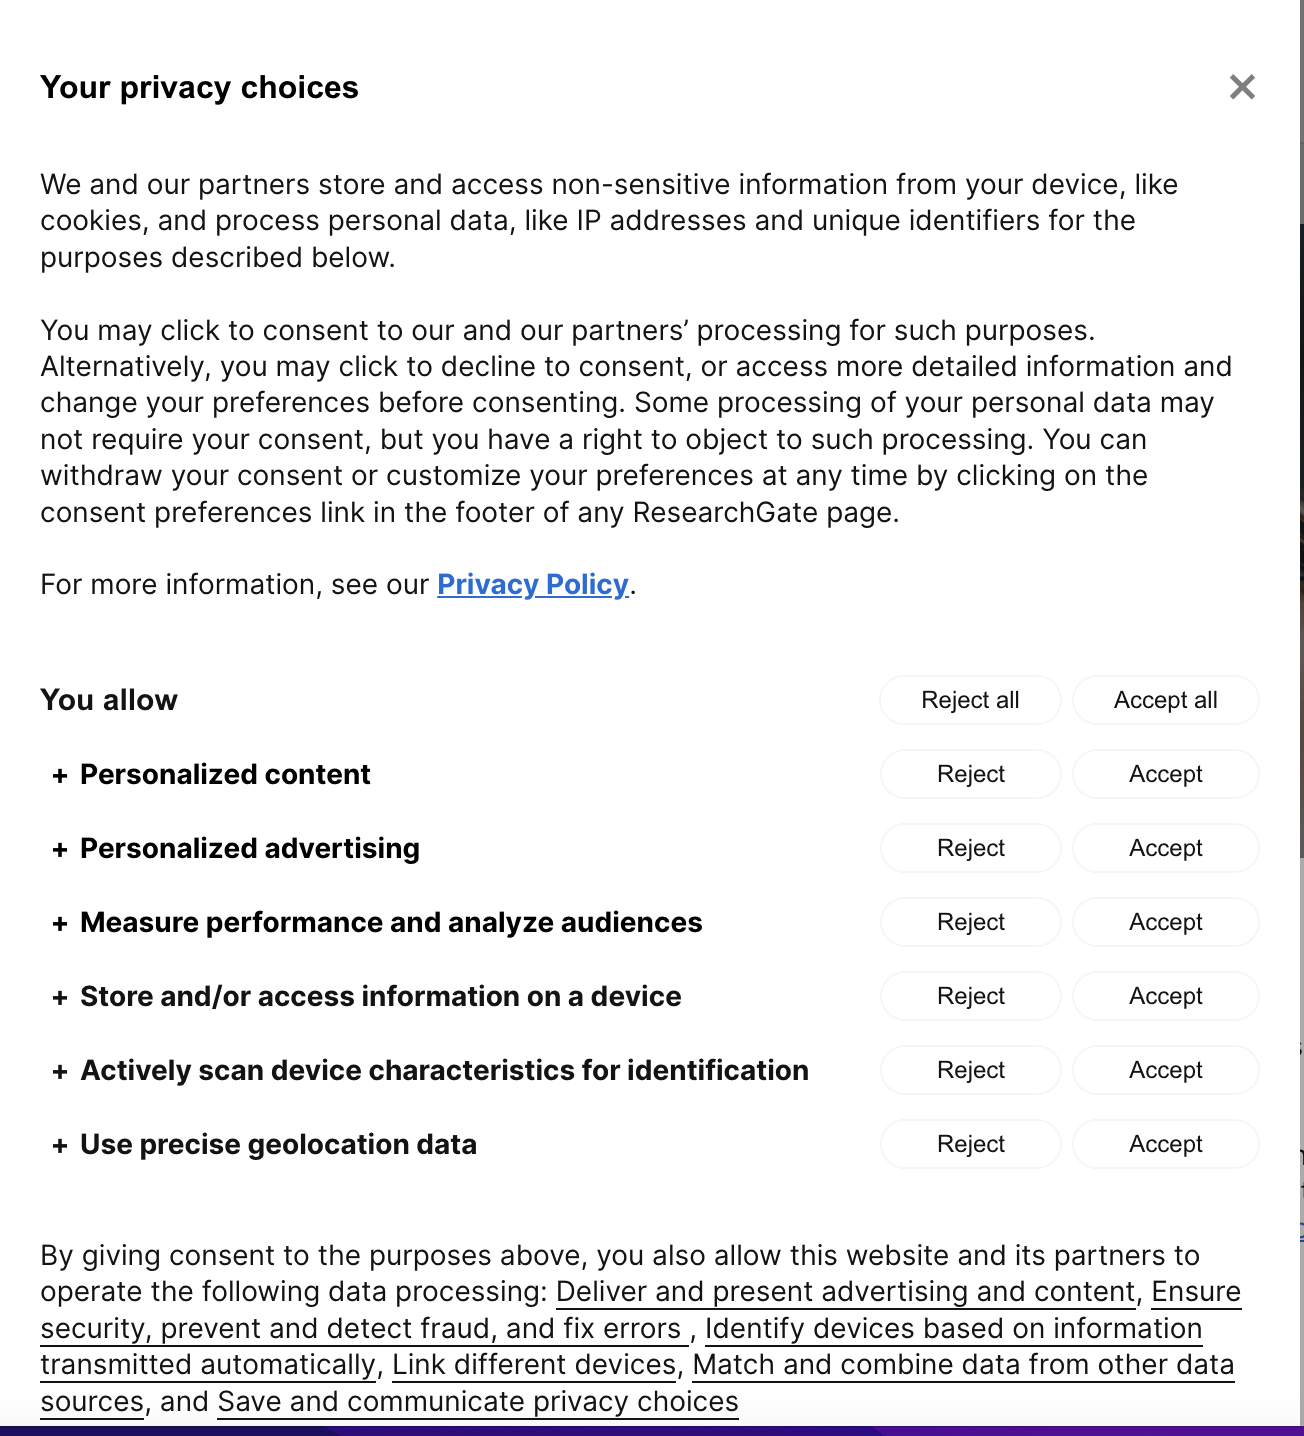 Your privacy choices
We and our partners store and access non-sensitive information from your device, like
cookies, and process personal data, like IP addresses and unique identifiers for the
purposes described below.
You may click to consent to our and our partners’ processing for such purposes.
Alternatively, you may click to decline to consent, or access more detailed information and
change your preferences before consenting. Some processing of your personal data may
not require your consent, but you have a right to object to such processing. You can
withdraw your consent or customize your preferences at any time by clicking on the
consent preferences link in the footer of any ResearchGate page.
For more information, see our Privacy Policy.
You allow Reject all Accept all
+ Personalized content Reject Accept
+ Personalized advertising Reject Accept
+ Measure performance and analyze audiences Reject Accept
+ Store and/or access information on a device Reject Accept
+ Actively scan device characteristics for identification Reject Accept
+ Use precise geolocation data Reject Accept
By giving consent to the purposes above, you also allow this website and its partners to
operate the following data processing: Deliver and present advertising and content, Ensure
security, prevent and detect fraud, and fix errors , Identify devices based on information
transmitted automatically, Link different devices, Match and combine data from other data
sources, and Save and communicate privacy choices